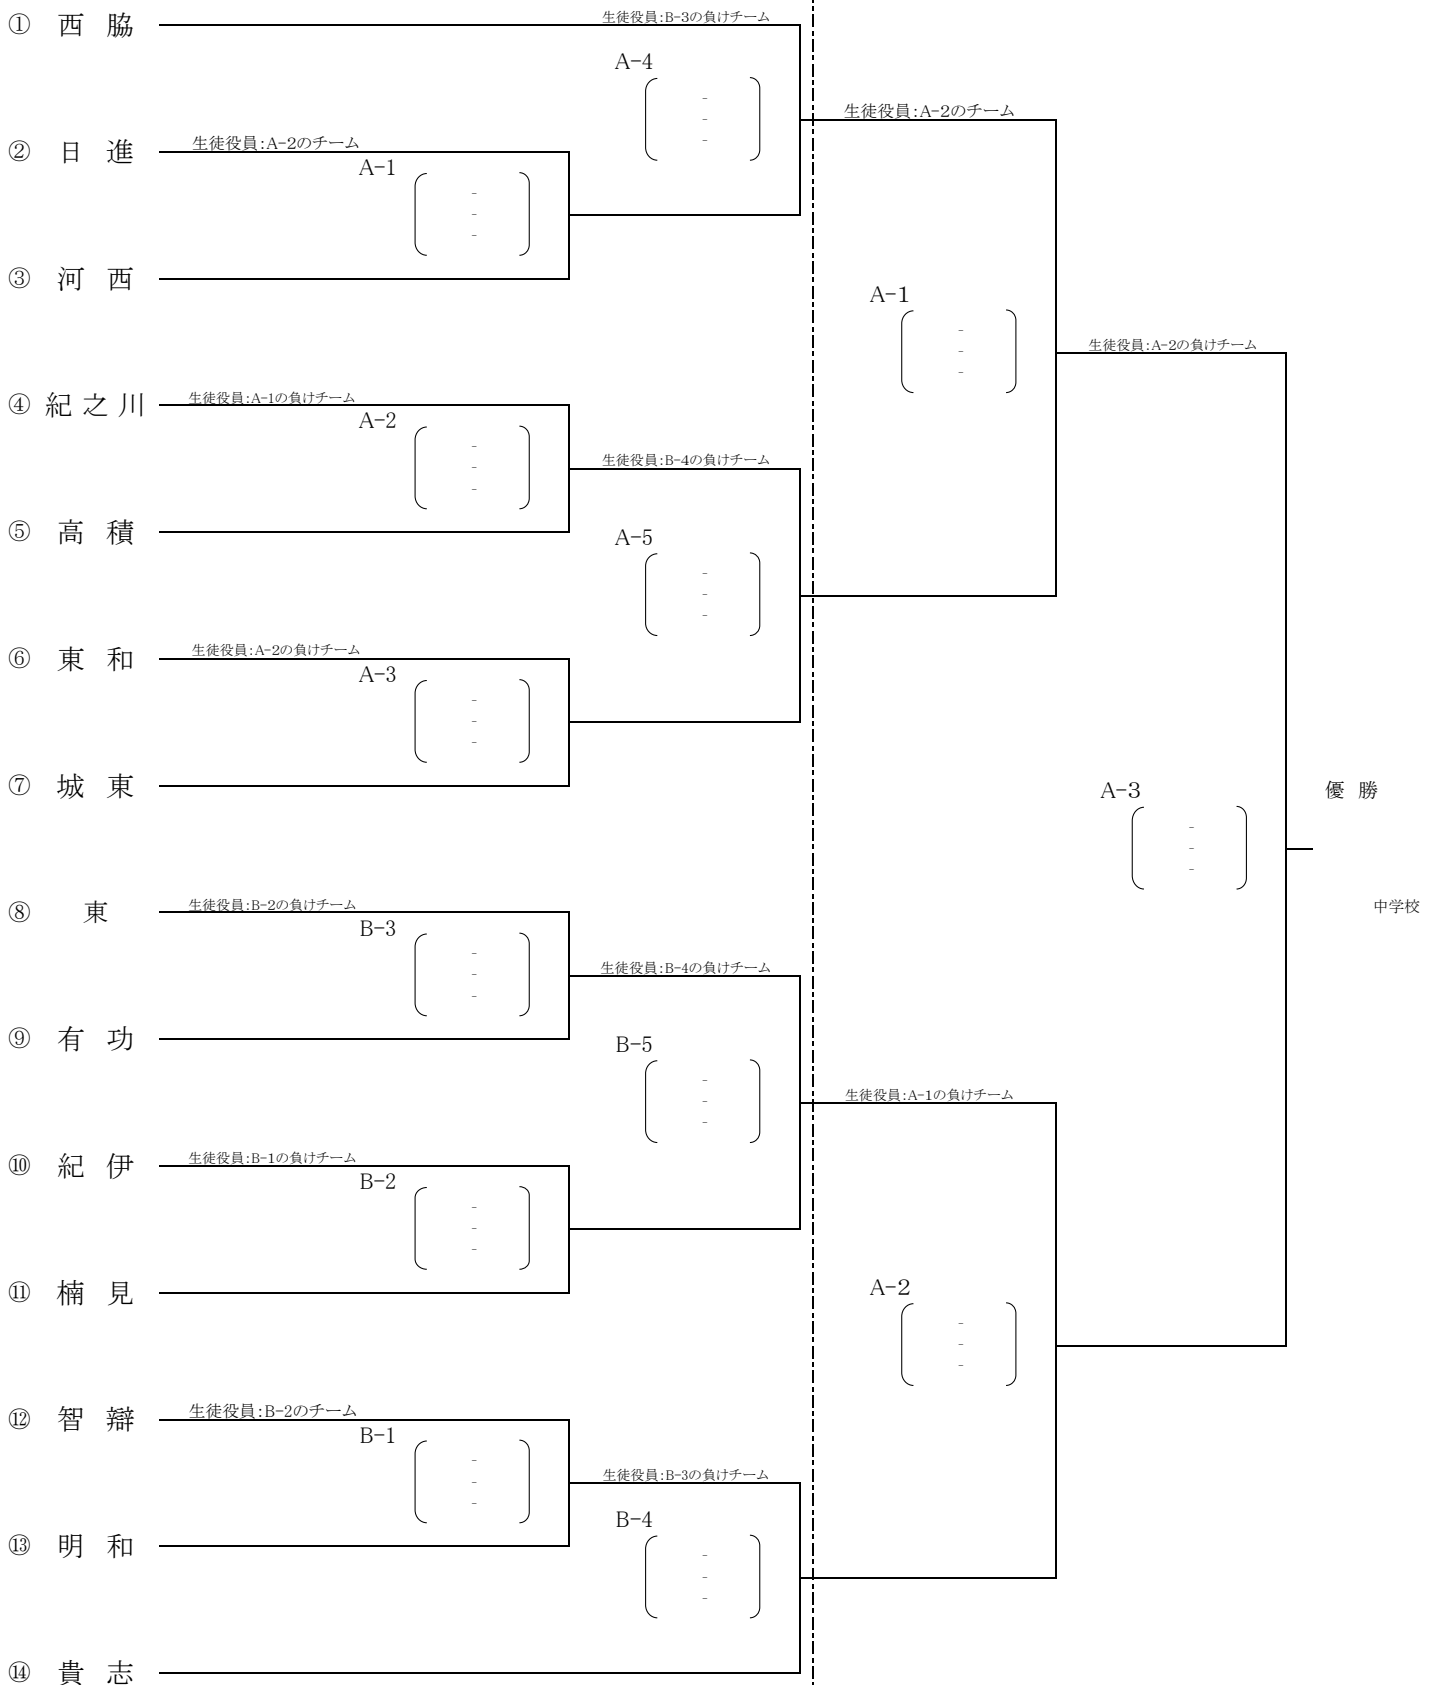 ① 西 脇
生徒役員:B-3の負けチーム
A-4
-
-
-
生徒役員:A-2のチーム
② 日 進
生徒役員:A-2のチーム
A-1
-
-
-
③ 河 西
A-1
-
-
-
生徒役員:A-2の負けチーム
④ 紀 之 川
生徒役員:A-1の負けチーム
A-2
-
-
-
生徒役員:B-4の負けチーム
⑤ 高 積
A-5
-
-
-
⑥ 東 和
生徒役員:A-2の負けチーム
A-3
-
-
-
⑦ 城 東
A-3
-
-
-
優 勝
中学校
⑧ 東
生徒役員:B-2の負けチーム
B-3
-
-
-
生徒役員:B-4の負けチーム
⑨ 有 功
B-5
-
-
-
生徒役員:A-1の負けチーム
⑩ 紀 伊
生徒役員:B-1の負けチーム
B-2
-
-
-
⑪ 楠 見
A-2
-
-
-
⑫ 智 辯
生徒役員:B-2のチーム
B-1
-
-
-
生徒役員:B-3の負けチーム
⑬ 明 和
B-4
-
-
-
⑭ 貴 志